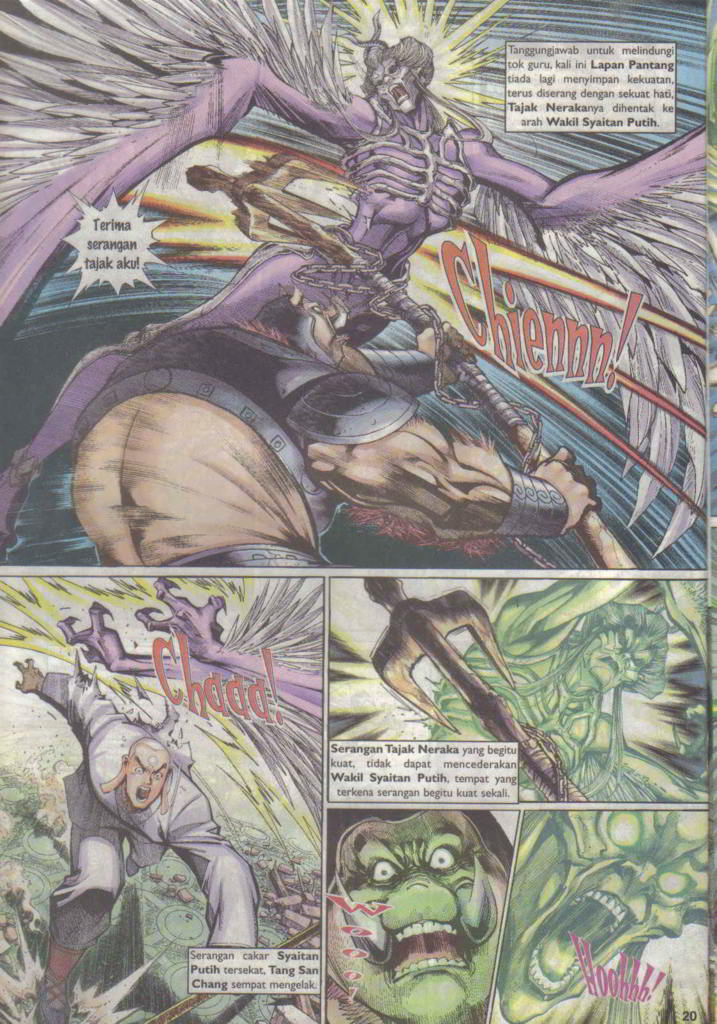 Tanggungjawab untuk melindungi
tok guru, kali ini Lapan Pantang
tiada lagi menyimpan kekuatan,
terus diserang dengan sekuat hati,
Tajak Nerakanya dihentak ke
arah Wakil Syaitan Putih.
Terima
serangan
tajak aku!
Chiennn!
Chaaa!
Serangan cakar Syaitan
Putih tersekat, Tang San
Chang sempat mengelak.
Serangan Tajak Neraka yang begitu
kuat, tidak dapat mencederakan
Wakil Syaitan Putih, tempat yang
terkena serangan begitu kuat sekali.
Wooo!
Hoohhh!
20